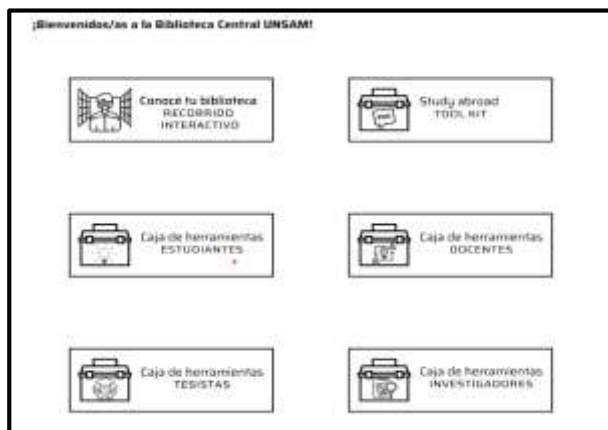 ¡Bienvenidos/as a la Biblioteca Central UNSAM!
Conocé tu biblioteca
RECORRIDO
INTERACTIVO
Study abroad
TOOL KIT
Caja de herramientas
ESTUDIANTES
Caja de herramientas
DOCENTES
Caja de herramientas
TESISTAS
Caja de herramientas
INVESTIGADORES